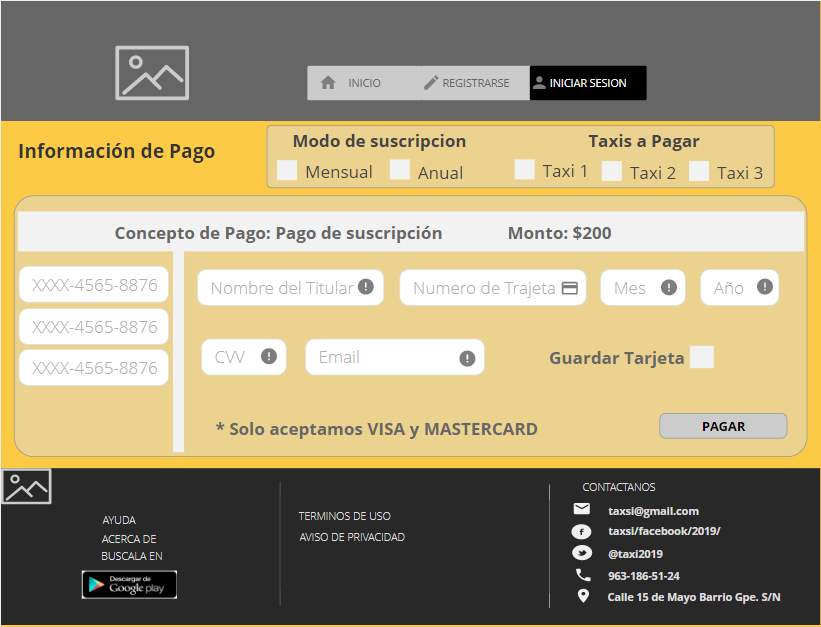 INICIO REGISTRARSE INICIAR SESION
Información de Pago
Modo de suscripcion Taxis a Pagar
Mensual Anual Taxi 1 Taxi 2 Taxi 3
Concepto de Pago: Pago de suscripción Monto: $200
XXXX-4565-8876
XXXX-4565-8876
XXXX-4565-8876
Nombre del Titular Numero de Trajeta Mes Año
CVV Email Guardar Tarjeta
* Solo aceptamos VISA y MASTERCARD
PAGAR
AYUDA
ACERCA DE
BUSCALA EN
Descargar de
Google play
TERMINOS DE USO
AVISO DE PRIVACIDAD
CONTACTANOS
taxsi@gmail.com
taxsi/facebook/2019/
@taxi2019
963-186-51-24
Calle 15 de Mayo Barrio Gpe. S/N